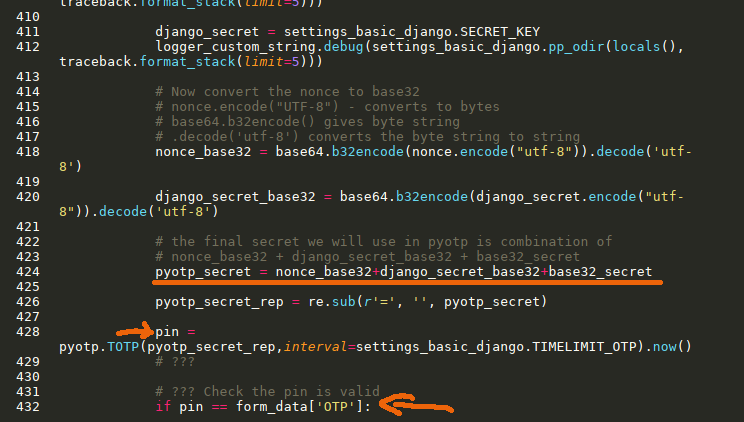 traceback.format_stack(limit=5)))
410
411 django_secret = settings_basic_django.SECRET_KEY
412 logger_custom_string.debug(settings_basic_django.pp_odir(locals(),
traceback.format_stack(limit=5)))
413
414 # Now convert the nonce to base32
415 # nonce.encode("UTF-8") - converts to bytes
416 # base64.b32encode() gives byte string
417 # .decode('utf-8') converts the byte string to string
418 nonce_base32 = base64.b32encode(nonce.encode("utf-8")).decode('utf-
8')
419
420 django_secret_base32 = base64.b32encode(django_secret.encode("utf-
8")).decode('utf-8')
421
422 # the final secret we will use in pyotp is combination of
423 # nonce_base32 + django_secret_base32 + base32_secret
424 pyotp_secret = nonce_base32+django_secret_base32+base32_secret
425
426 pyotp_secret_rep = re.sub(r'=', '', pyotp_secret)
427
428 pin =
pyotp.TOTP(pyotp_secret_rep,interval=settings_basic_django.TIMELIMIT_OTP).now()
429 # ???
430
431 # ??? Check the pin is valid
432 if pin == form_data['OTP']: